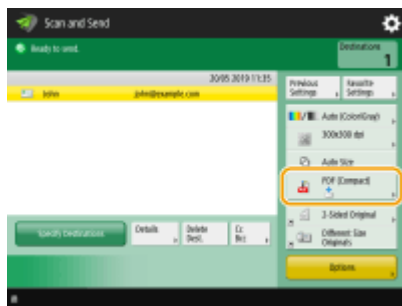 Scan and Send
Ready to send.
Destinations
1
20/05 2019 11:35
John
john@example.com
Previous
Settings
Favorite
Settings
Auto (Color/Gray)
300x300 dpi
Auto Size
PDF (Compact)
2-Sided Original
Different Size
Originals
Specify Destinations
Details
Delete
Dest.
Cc
Bcc
Options